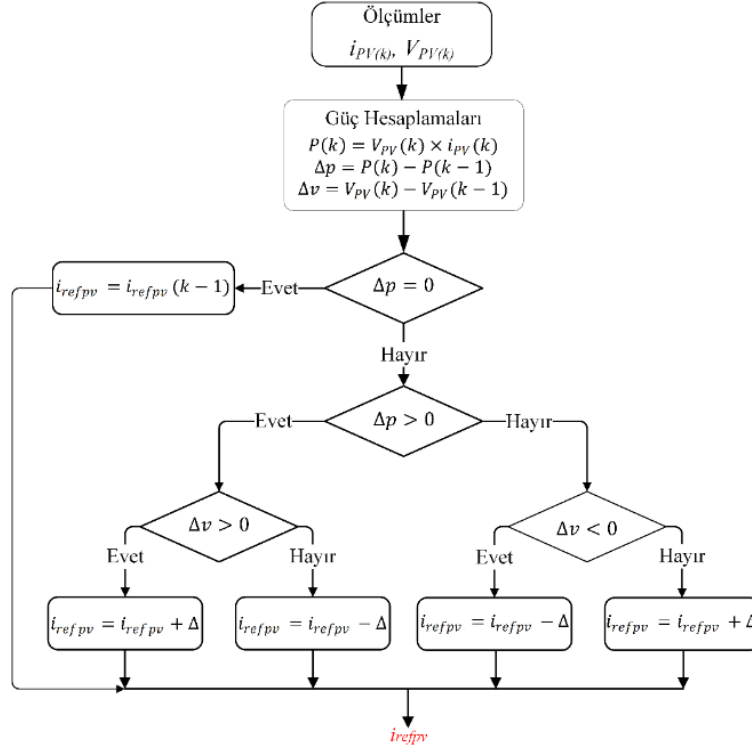 Ölçümler
i_PV(k), V_PV(k)
Güç Hesaplamaları
P(k) = V_PV(k) × i_PV(k)
Δp = P(k) − P(k − 1)
Δv = V_PV(k) − V_PV(k − 1)
i_refpv = i_refpv (k − 1)
Evet
Δp = 0
Hayır
Evet
Δp > 0
Hayır
Δv > 0
Δv < 0
Evet
Hayır
Evet
Hayır
i_refpv = i_refpv + Δ
i_refpv = i_refpv − Δ
i_refpv = i_refpv − Δ
i_refpv = i_refpv + Δ
i_refpv